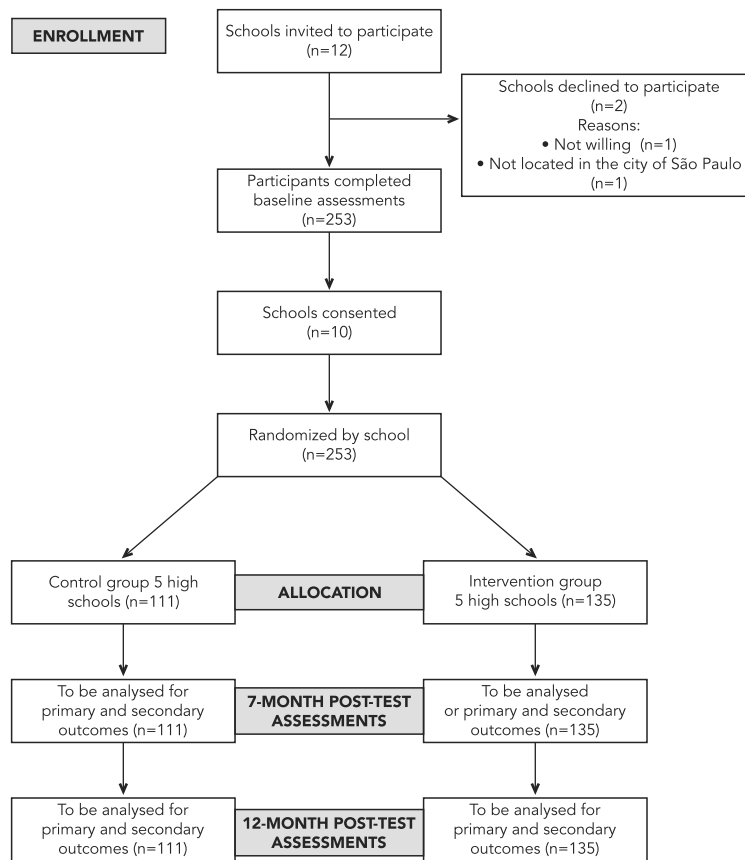 ENROLLMENT
Schools invited to participate
(n=12)
Schools declined to participate
(n=2)
Reasons:
• Not willing (n=1)
• Not located in the city of São Paulo
(n=1)
Participants completed
baseline assessments
(n=253)
Schools consented
(n=10)
Randomized by school
(n=253)
Control group 5 high
schools (n=111)
ALLOCATION
Intervention group
5 high schools (n=135)
To be analysed for
primary and secondary
outcomes (n=111)
7-MONTH POST-TEST
ASSESSMENTS
To be analysed
or primary and secondary
outcomes (n=135)
To be analysed for
primary and secondary
outcomes (n=111)
12-MONTH POST-TEST
ASSESSMENTS
To be analysed for
primary and secondary
outcomes (n=135)